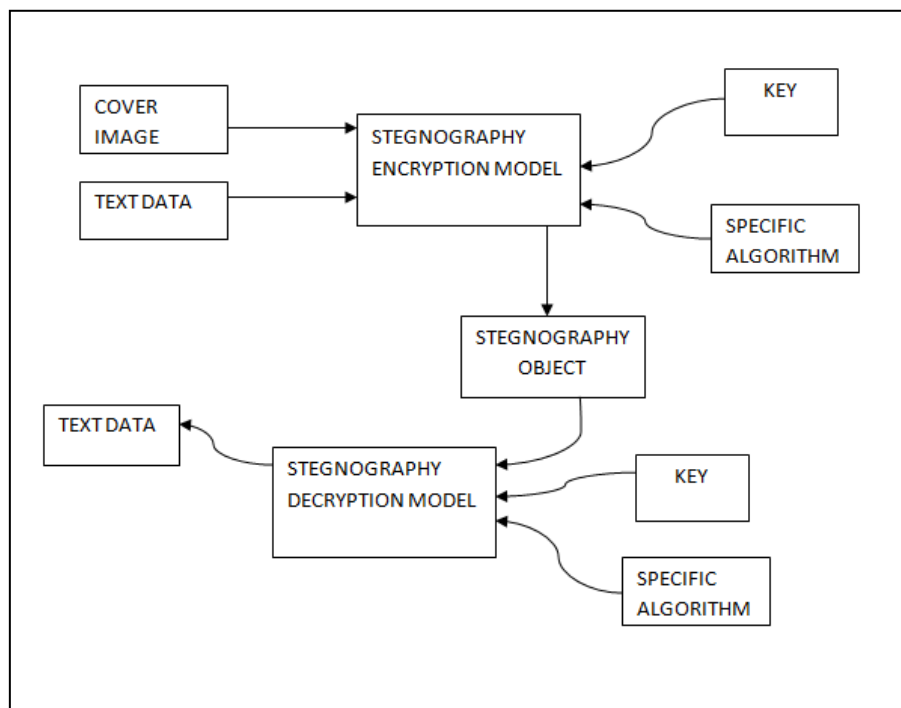 COVER
IMAGE
KEY
STEGNOGRAPHY
ENCRYPTION MODEL
TEXT DATA
SPECIFIC
ALGORITHM
STEGNOGRAPHY
OBJECT
TEXT DATA
STEGNOGRAPHY
DECRYPTION MODEL
KEY
SPECIFIC
ALGORITHM